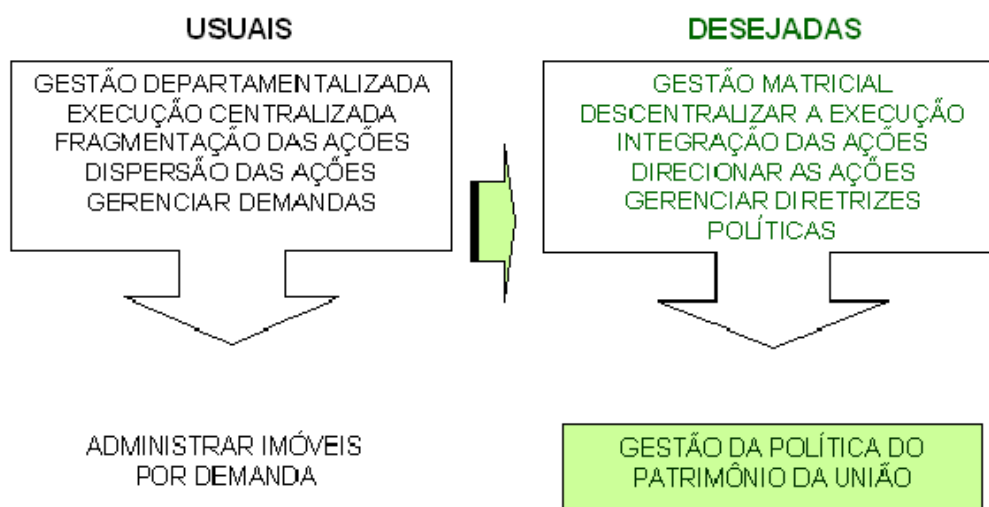 USUAIS
GESTÃO DEPARTAMENTALIZADA
EXECUÇÃO CENTRALIZADA
FRAGMENTAÇÃO DAS AÇÕES
DISPERSÃO DAS AÇÕES
GERENCIAR DEMANDAS
ADMINISTRAR IMÓVEIS
POR DEMANDA
DESEJADAS
GESTÃO MATRICIAL
DESCENTRALIZAR A EXECUÇÃO
INTEGRAÇÃO DAS AÇÕES
DIRECIONAR AS AÇÕES
GERENCIAR DIRETRIZES
POLÍTICAS
GESTÃO DA POLÍTICA DO
PATRIMÔNIO DA UNIÃO